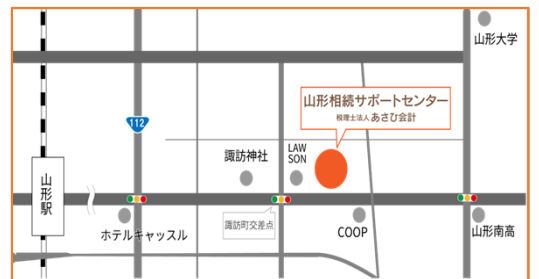 山形大学
山形相続サポートセンター
税理士法人 あさひ会計
112
諏訪神社
LAW
SON
山形駅
諏訪町交差点
ホテルキャッスル
COOP
山形南高